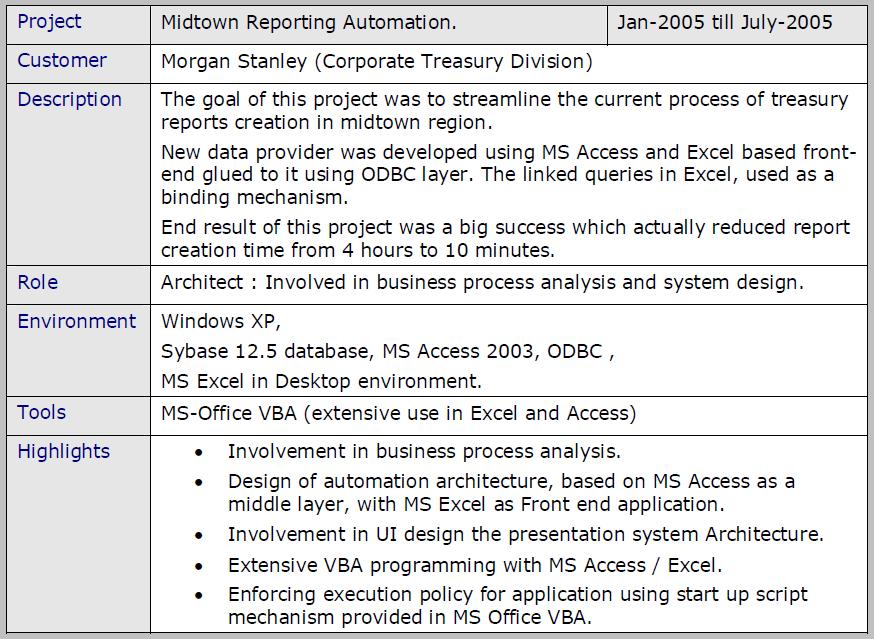 Project Midtown Reporting Automation. Jan-2005 till July-2005
Customer Morgan Stanley (Corporate Treasury Division)
Description The goal of this project was to streamline the current process of treasury
reports creation in midtown region.
New data provider was developed using MS Access and Excel based front-
end glued to it using ODBC layer. The linked queries in Excel, used as a
binding mechanism.
End result of this project was a big success which actually reduced report
creation time from 4 hours to 10 minutes.
Role Architect : Involved in business process analysis and system design.
Environment Windows XP,
Sybase 12.5 database, MS Access 2003, ODBC ,
MS Excel in Desktop environment.
Tools MS-Office VBA (extensive use in Excel and Access)
Highlights • Involvement in business process analysis.
• Design of automation architecture, based on MS Access as a
middle layer, with MS Excel as Front end application.
• Involvement in UI design the presentation system Architecture.
• Extensive VBA programming with MS Access / Excel.
• Enforcing execution policy for application using start up script
mechanism provided in MS Office VBA.